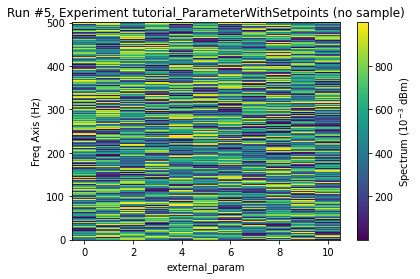 Run #5, Experiment tutorial_ParameterWithSetpoints (no sample)
500
400
300
200
100
0
Freq Axis (Hz)
0 2 4 6 8 10
external_param
800
600
400
200
Spectrum (10⁻³ dBm)